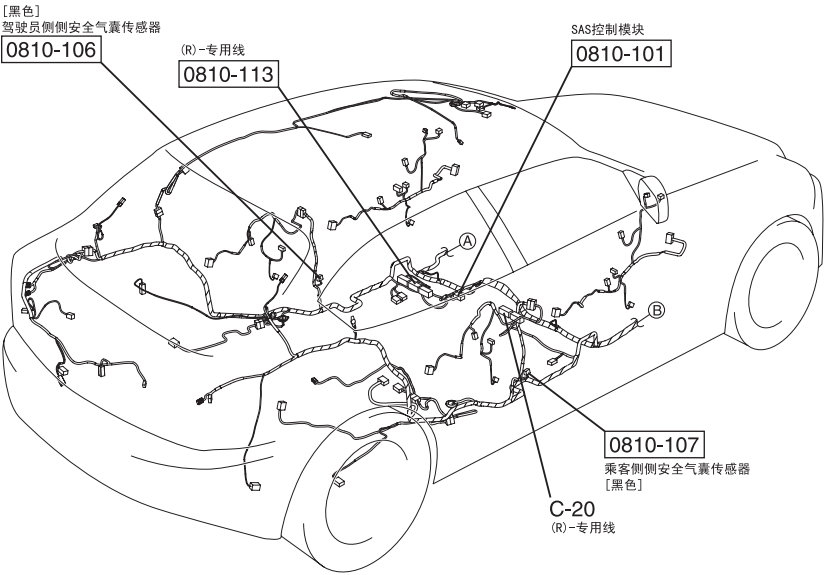 [黑色]
驾驶员侧侧安全气囊传感器
0810-106
(R)-专用线
0810-113
SAS控制模块
0810-101
A
B
0810-107
乘客侧侧安全气囊传感器
[黑色]
C-20
(R)-专用线